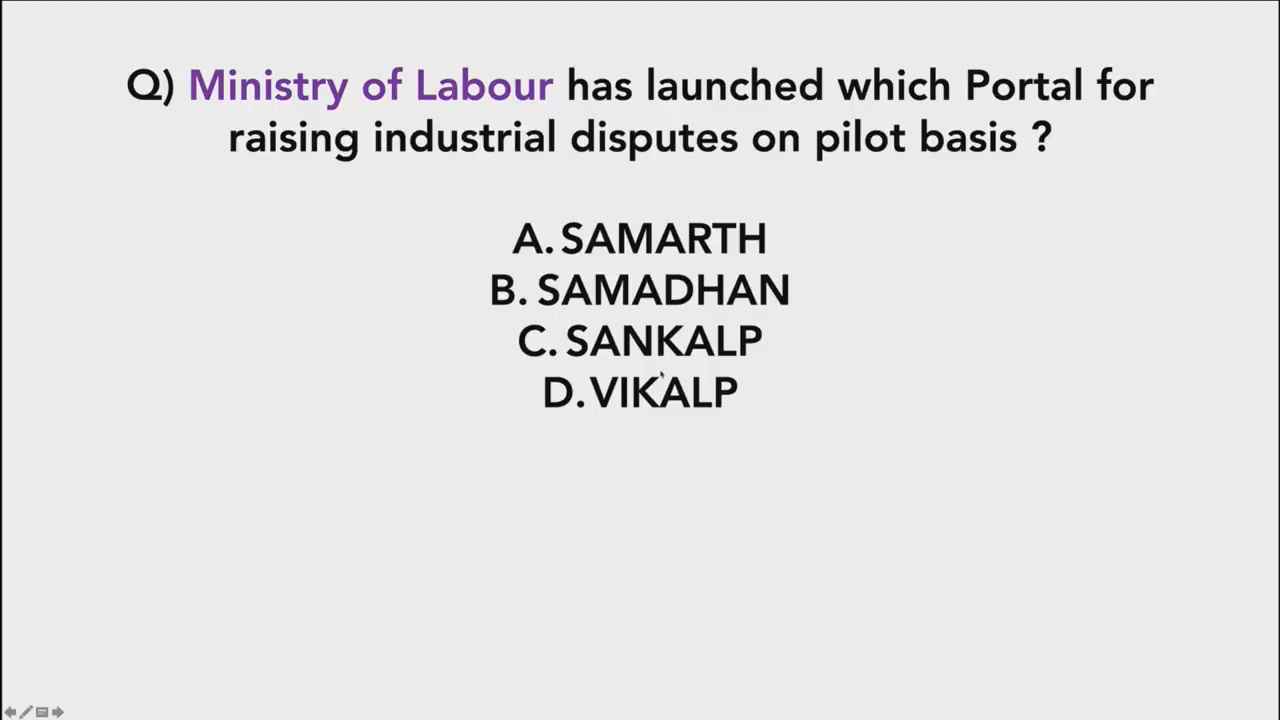 Q) Ministry of Labour has launched which Portal for
raising industrial disputes on pilot basis ?
A. SAMARTH
B. SAMADHAN
C. SANKALP
D. VIKALP